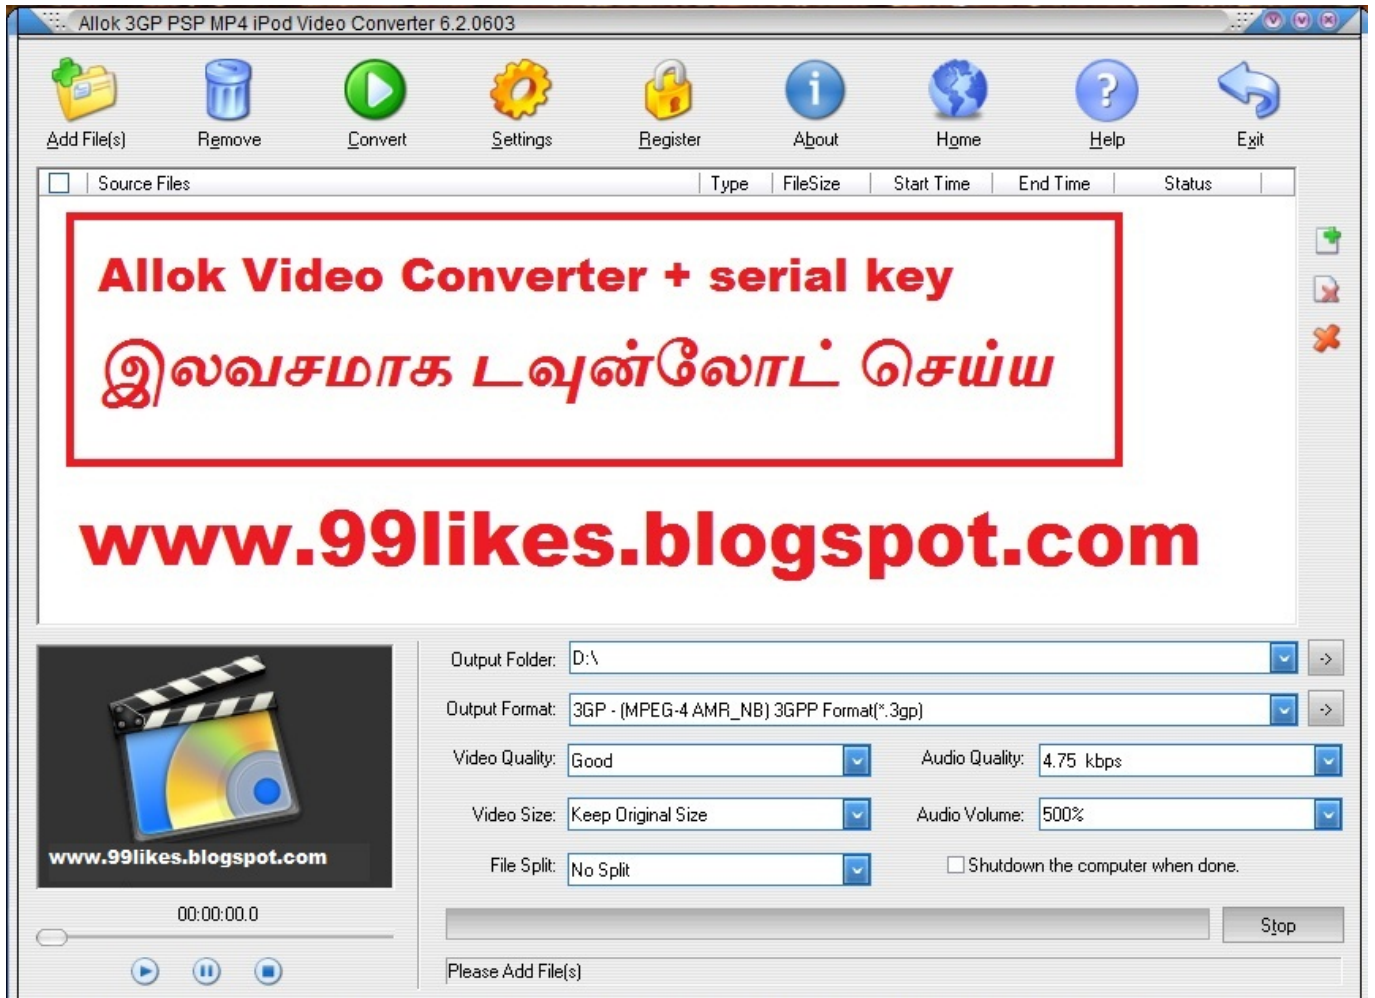 Allok 3GP PSP MP4 iPod Video Converter 6.2.0603
Add File(s) Remove Convert Settings Register About Home Help Exit
Source Files Type FileSize Start Time End Time Status
Allok Video Converter + serial key
இலவசமாக டவுன்லோட் செய்ய
www.99likes.blogspot.com
Output Folder: D:\ ->
Output Format: 3GP - (MPEG-4 AMR_NB) 3GPP Format(*.3gp) ->
Video Quality: Good Audio Quality: 4.75 kbps
Video Size: Keep Original Size Audio Volume: 500%
www.99likes.blogspot.com
File Split: No Split Shutdown the computer when done.
00:00:00.0
Stop
Please Add File(s)